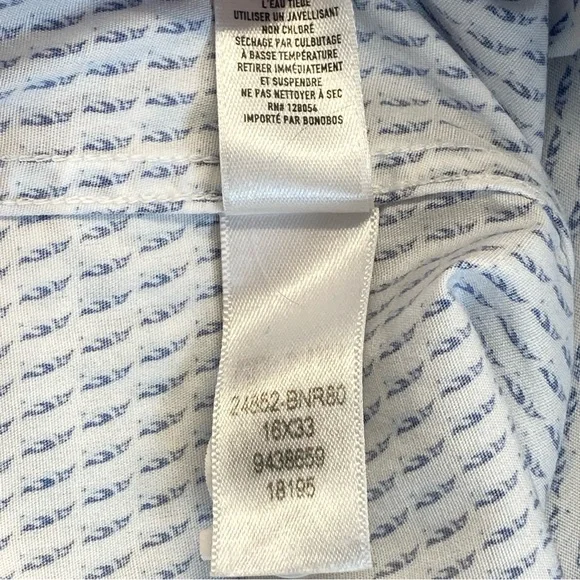 L'EAU TIÈDE
UTILISER UN JAVELLISANT
NON CHLORÉ
SÉCHAGE PAR CULBUTAGE
À BASSE TEMPÉRATURE
RETIRER IMMÉDIATEMENT
ET SUSPENDRE
NE PAS NETTOYER À SEC
RN# 128054
IMPORTÉ PAR BONOBOS
24652-BNR80
16X33
9438659
18195